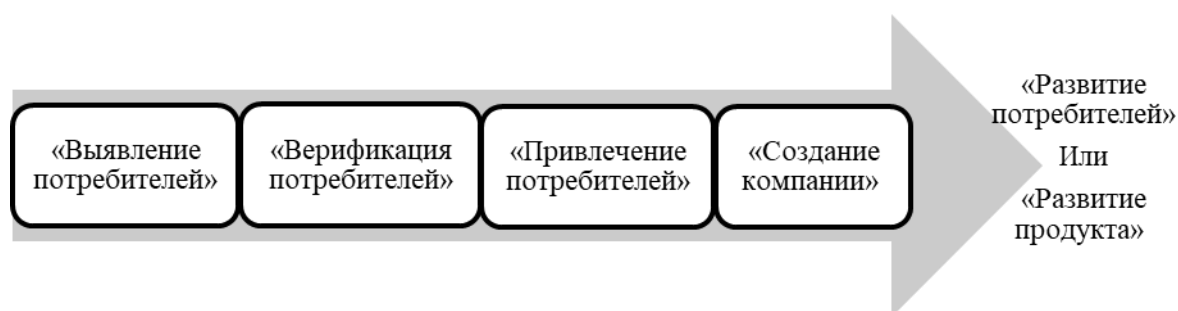 «Выявление
потребителей»
«Верификация
потребителей»
«Привлечение
потребителей»
«Создание
компании»
«Развитие
потребителей»
Или
«Развитие
продукта»